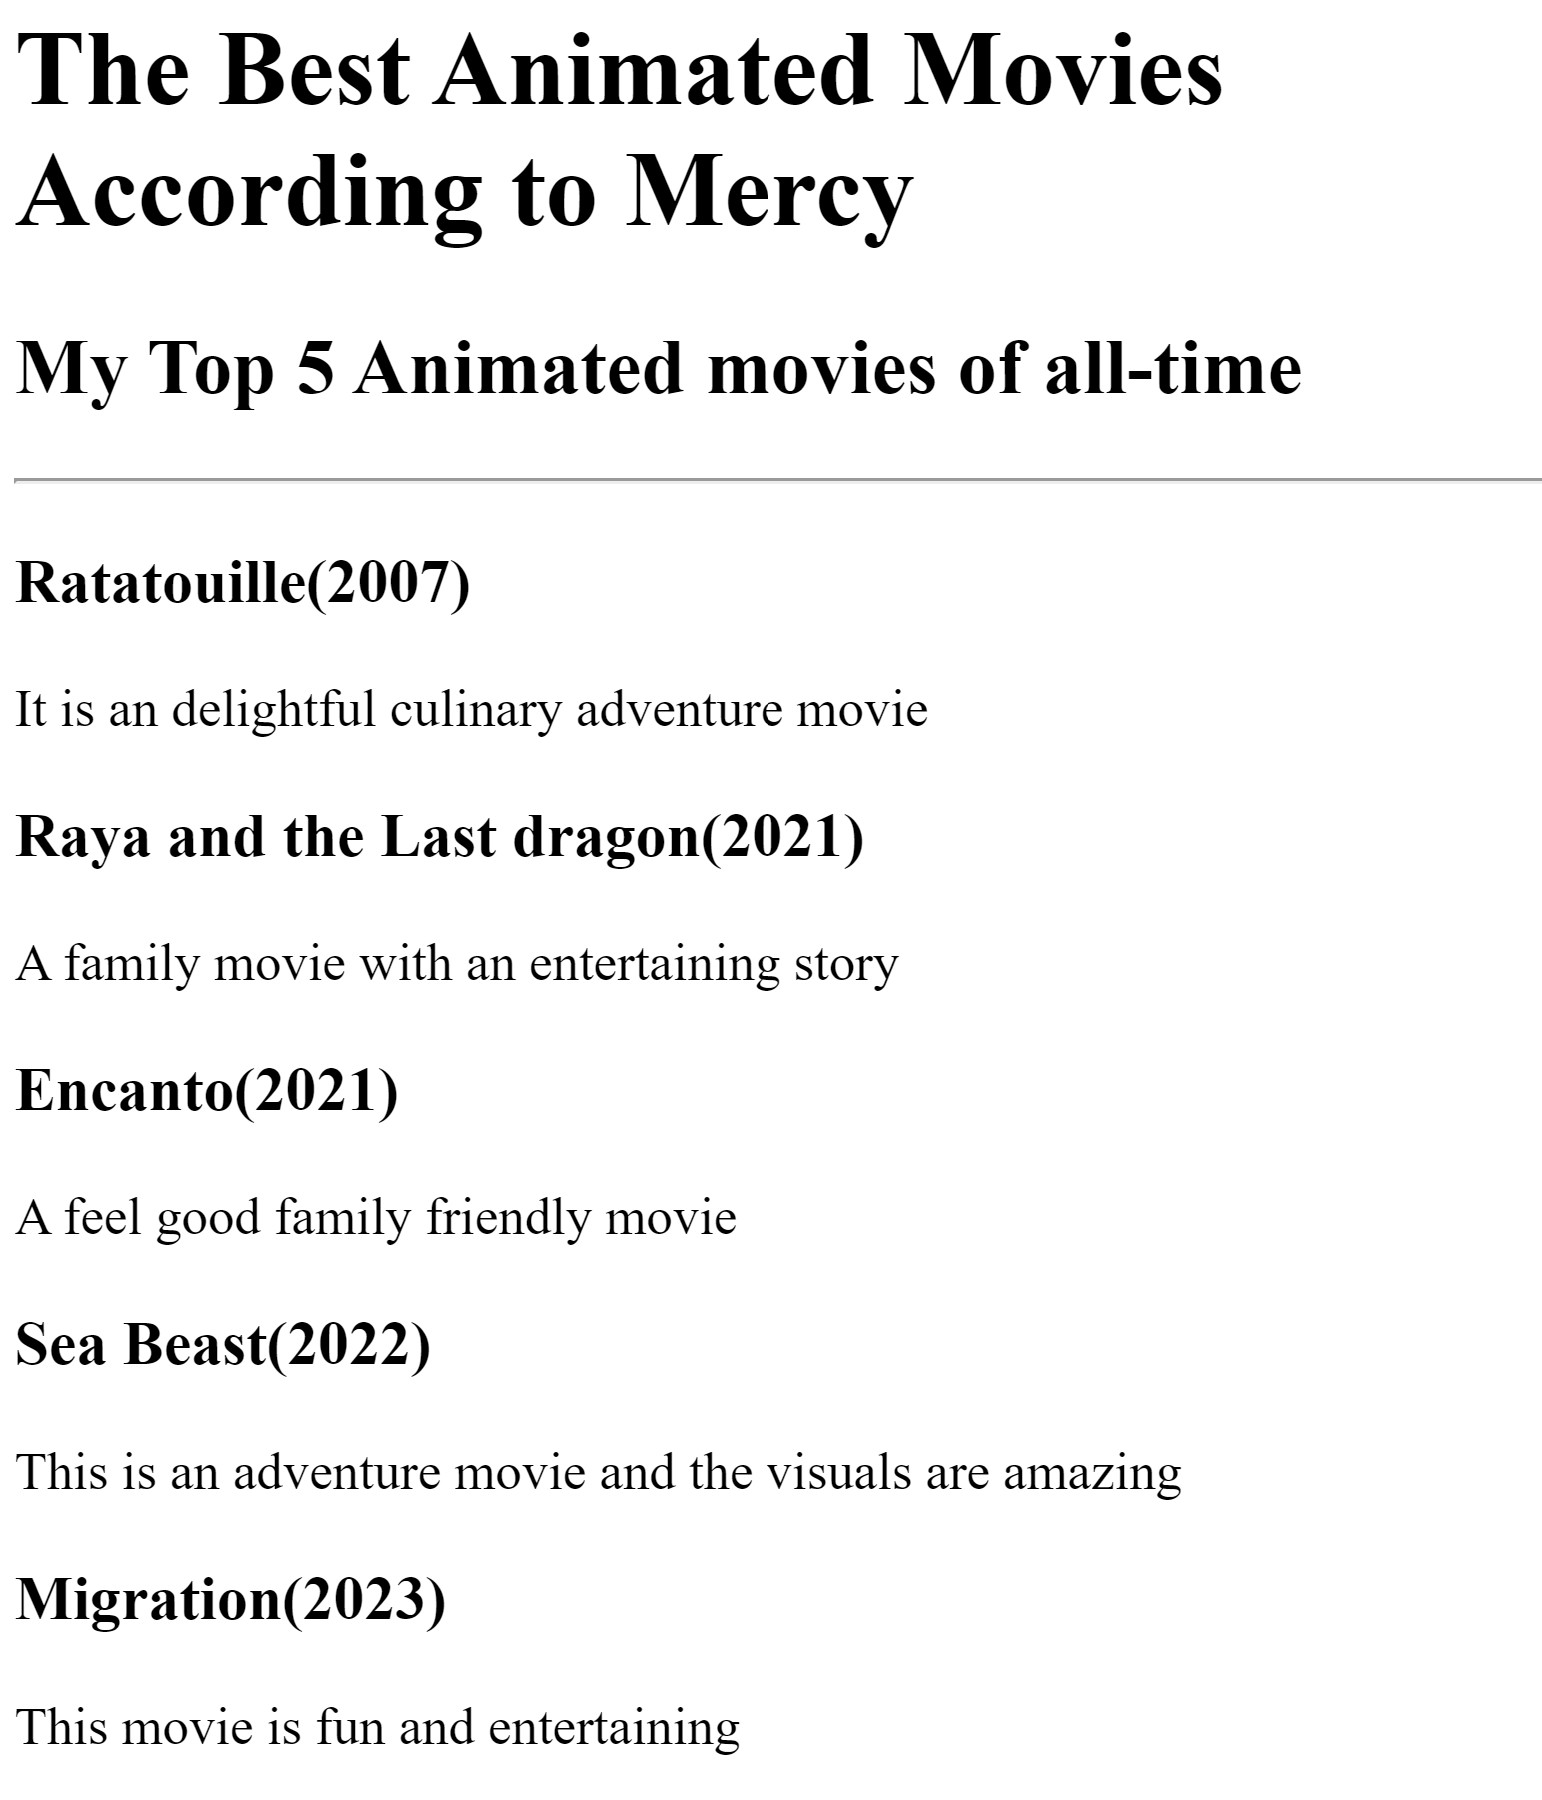 The Best Animated Movies
According to Mercy
My Top 5 Animated movies of all-time
Ratatouille(2007)
It is an delightful culinary adventure movie
Raya and the Last dragon(2021)
A family movie with an entertaining story
Encanto(2021)
A feel good family friendly movie
Sea Beast(2022)
This is an adventure movie and the visuals are amazing
Migration(2023)
This movie is fun and entertaining